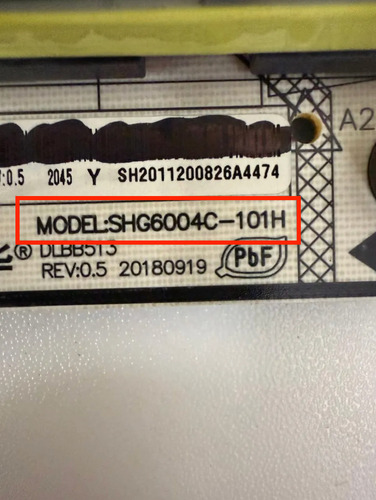 A2
V:0.5 2045 Y SH2011200826A4474
MODEL:SHG6004C-101H
® DLBB513
REV:0.5 20180919 PbF